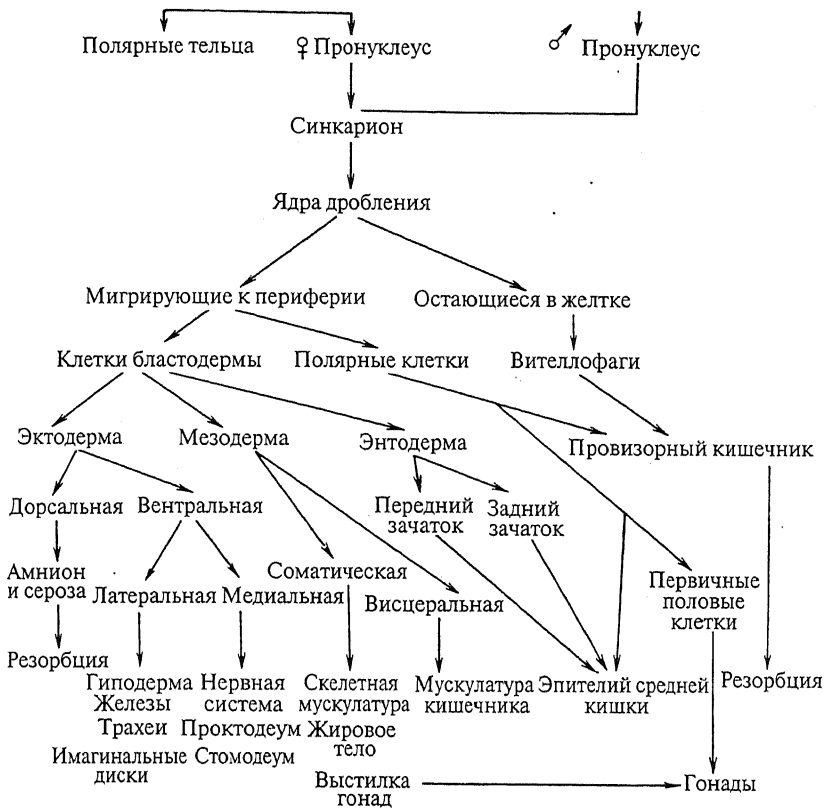 Полярные тельца ♀ Пронуклеус ♂ Пронуклеус
Синкарион
Ядра дробления
Мигрирующие к периферии Остающиеся в желтке
Клетки бластодермы Полярные клетки Вителлофаги
Эктодерма Мезодерма Энтодерма Провизорный кишечник
Дорсальная Вентральная Передний
зачаток Задний
зачаток
Амнион
и сероза Латеральная Медиальная Соматическая Висцеральная Первичные
половые
клетки
Резорбция Гиподерма
Железы
Трахеи
Имагинальные
диски
Нервная
система
Проктодеум
Стомодеум
Скелетная
мускулатура
Жировое
тело
Выстилка
гонад
Мускулатура
кишечника
Эпителий средней
кишки
Резорбция
Гонады